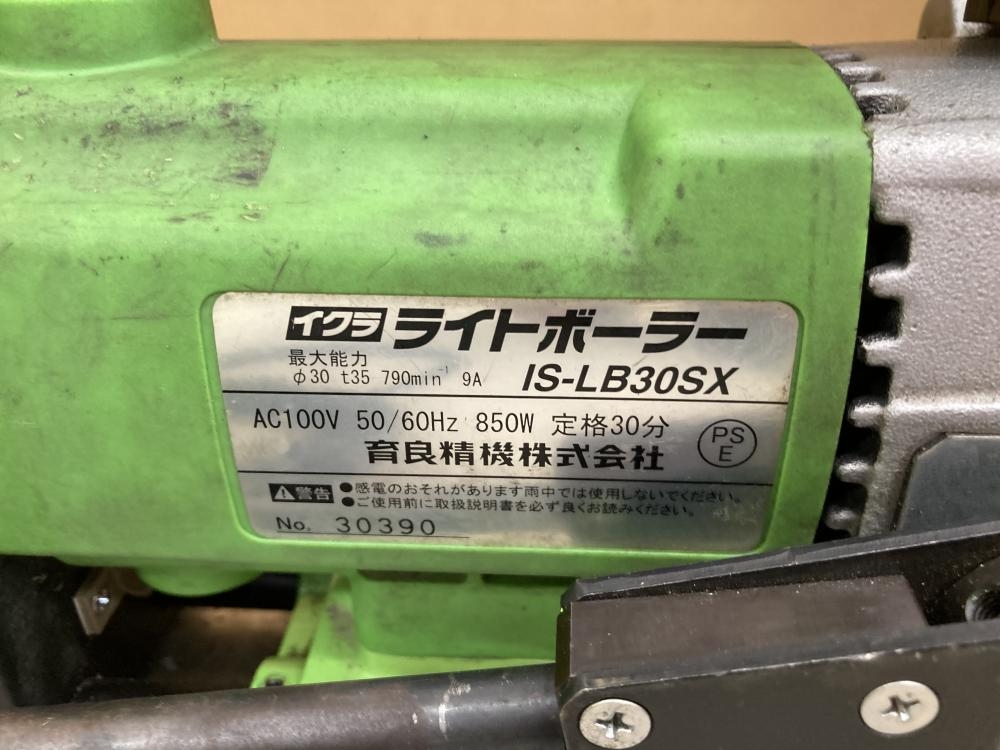 イクラ ライトボーラー
最大能力
φ30 t35 790min⁻¹ 9A IS-LB30SX
AC100V 50/60Hz 850W 定格30分
育良精機株式会社
PS
E
警告 ●感電のおそれがあります雨中では使用しないでください。
●ご使用前に取扱説明書を必ず良くお読みください。
No. 30390